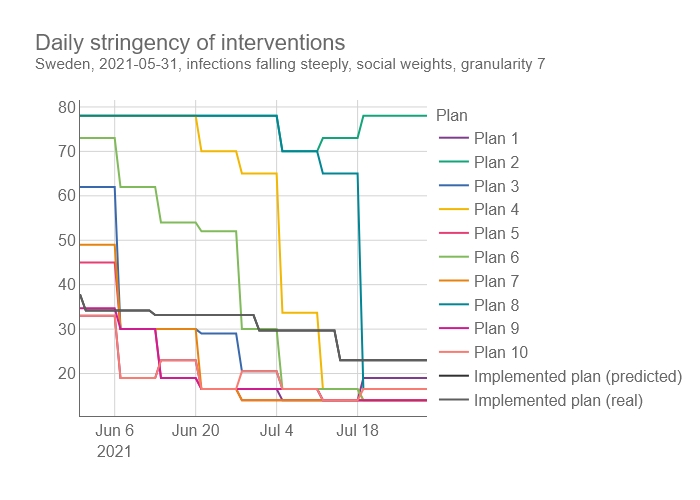 Daily stringency of interventions
Sweden, 2021-05-31, infections falling steeply, social weights, granularity 7
80
70
60
50
40
30
20
Jun 6
2021
Jun 20
Jul 4
Jul 18
Plan
Plan 1
Plan 2
Plan 3
Plan 4
Plan 5
Plan 6
Plan 7
Plan 8
Plan 9
Plan 10
Implemented plan (predicted)
Implemented plan (real)